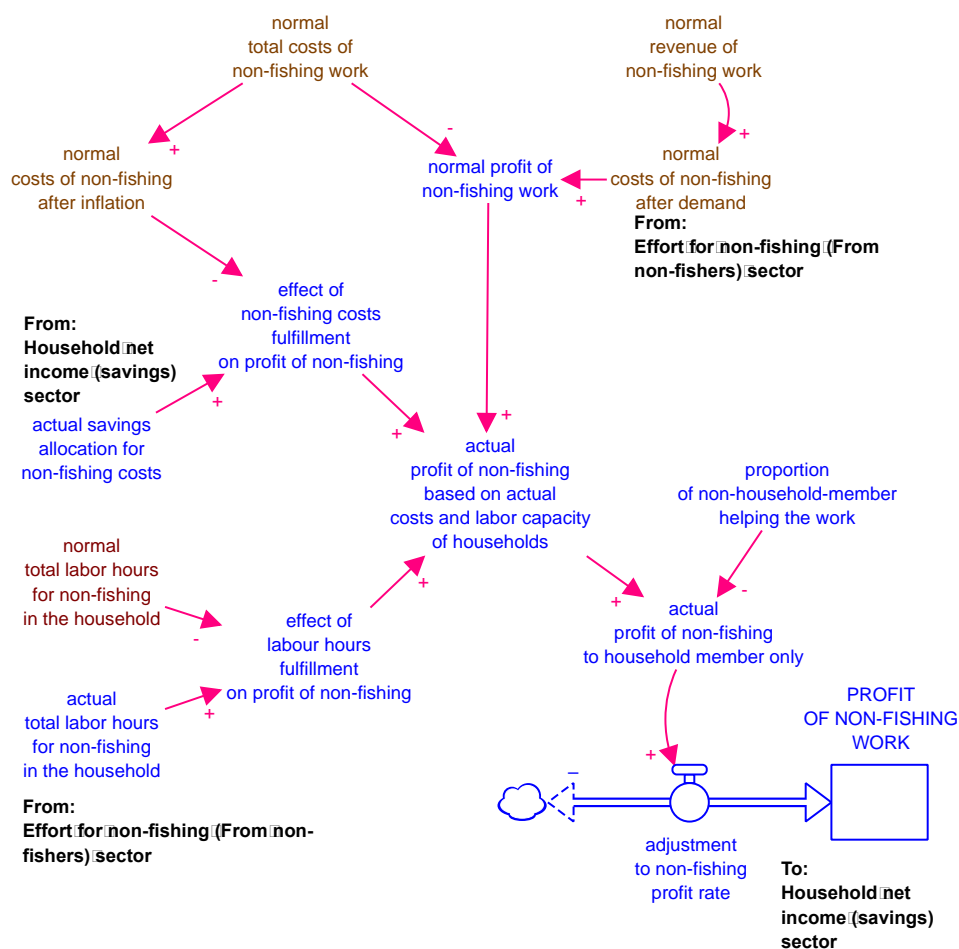 normal
total costs of
non-fishing work
normal
revenue of
non-fishing work
+
-
+
normal
costs of non-fishing
after inflation
normal profit of
non-fishing work
+
normal
costs of non-fishing
after demand
From:
Effort for non-fishing (From
non-fishers) sector
-
effect of
non-fishing costs
fulfillment
on profit of non-fishing
From:
Household net
income (savings)
sector
+
actual savings
allocation for
non-fishing costs
+
+
actual
profit of non-fishing
based on actual
costs and labor capacity
of households
proportion
of non-household-member
helping the work
normal
total labor hours
for non-fishing
in the household
-
+
effect of
labour hours
fulfillment
on profit of non-fishing
+
-
actual
profit of non-fishing
to household member only
actual
total labor hours
for non-fishing
in the household
+
From:
Effort for non-fishing (From non-
fishers) sector
PROFIT
OF NON-FISHING
WORK
+
–
adjustment
to non-fishing
profit rate
To:
Household net
income (savings)
sector